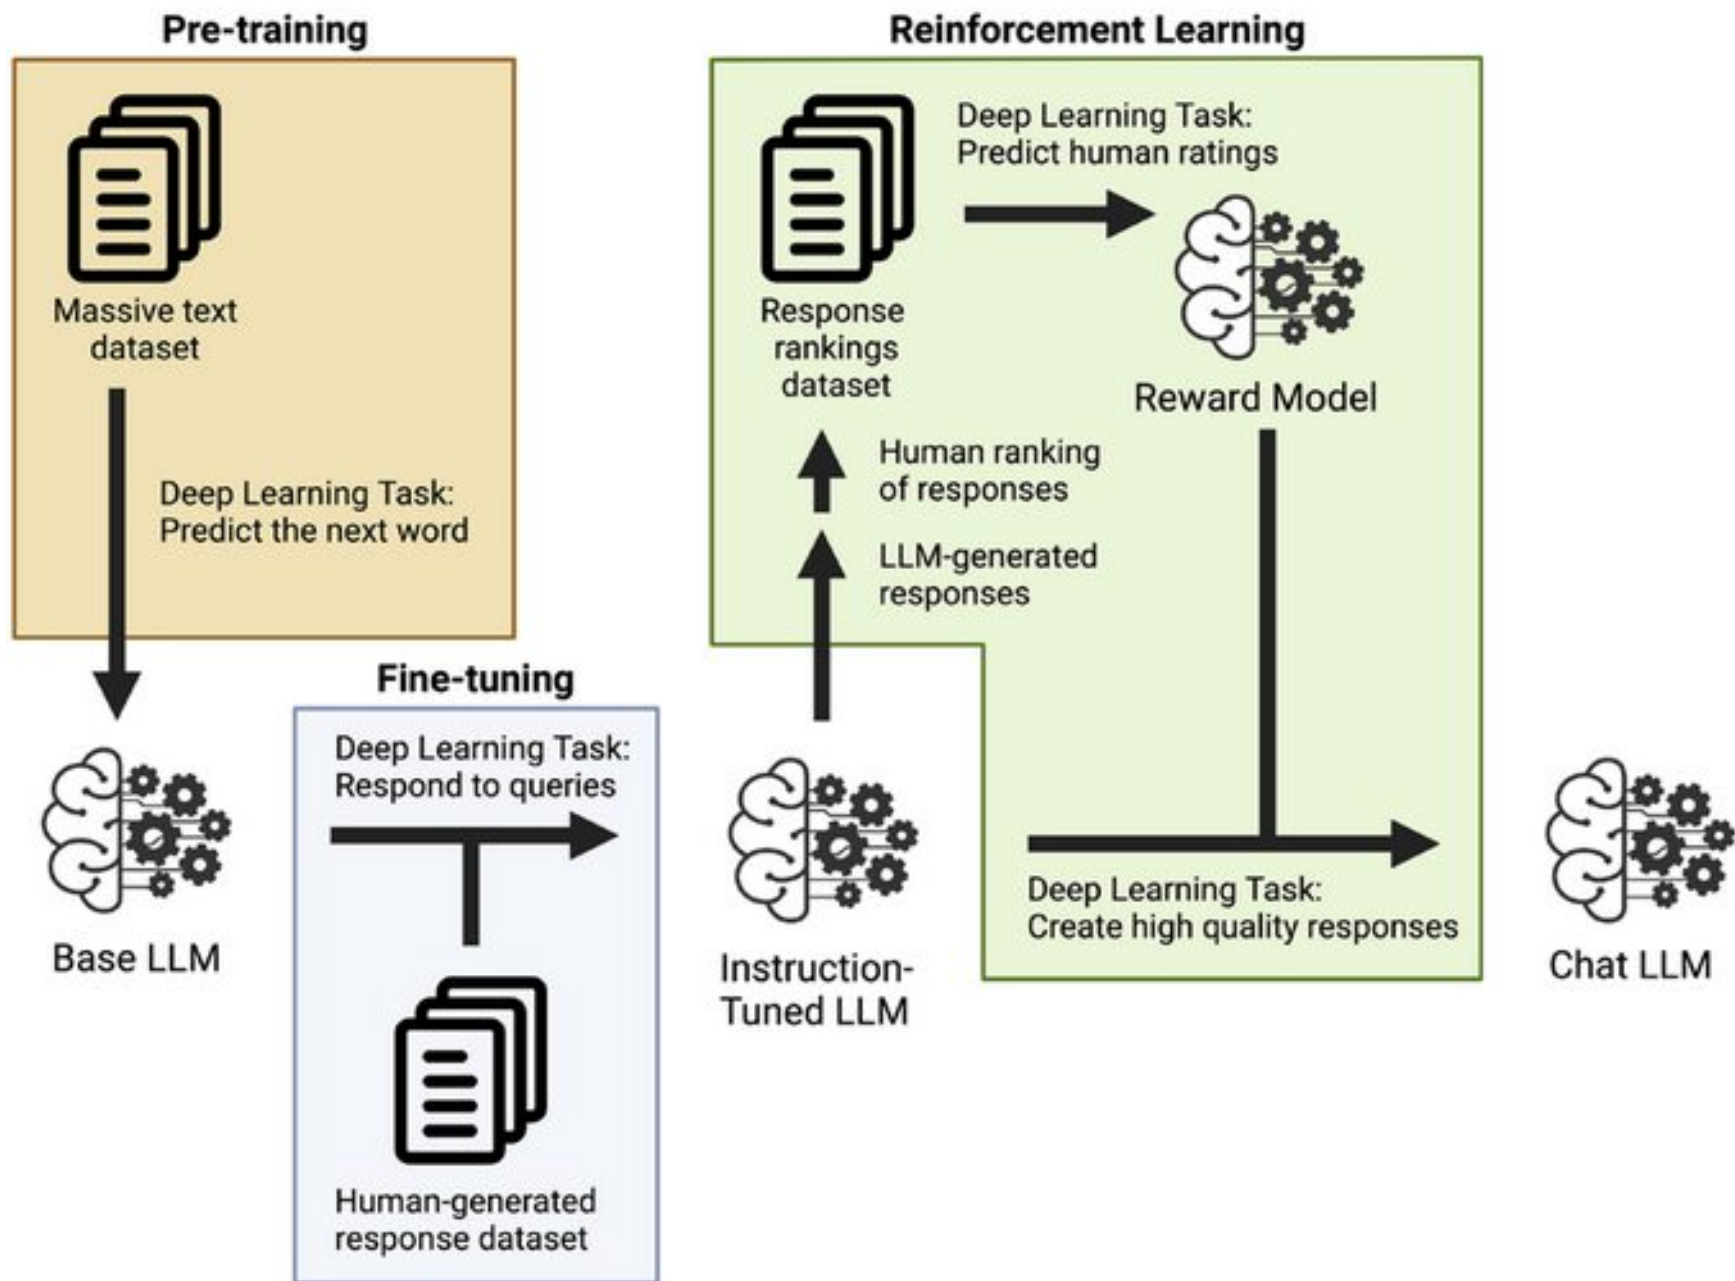 Pre-training
Massive text
dataset
Deep Learning Task:
Predict the next word
Base LLM
Fine-tuning
Deep Learning Task:
Respond to queries
Human-generated
response dataset
Instruction-
Tuned LLM
Reinforcement Learning
LLM-generated
responses
Human ranking
of responses
Response
rankings
dataset
Deep Learning Task:
Predict human ratings
Reward Model
Deep Learning Task:
Create high quality responses
Chat LLM